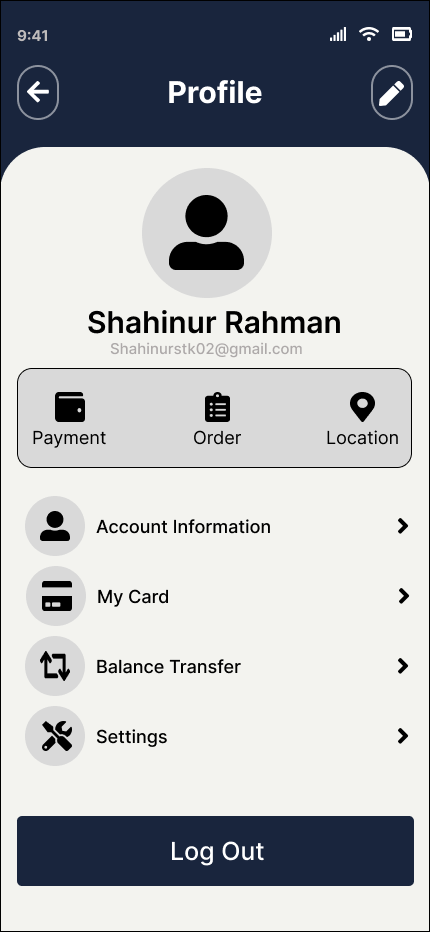 9:41
Profile
Shahinur Rahman
Shahinurstk02@gmail.com
Payment Order Location
Account Information
My Card
Balance Transfer
Settings
Log Out